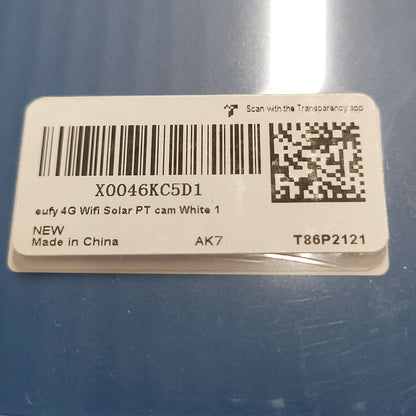 Scan with the Transparency app
X0046KC5D1
eufy 4G Wifi Solar PT cam White 1
NEW
Made in China AK7 T86P2121